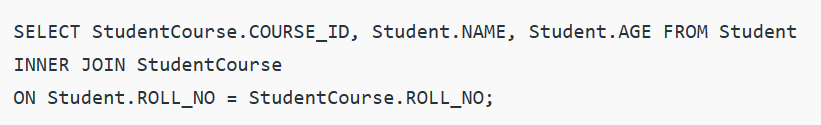 SELECT StudentCourse.COURSE_ID, Student.NAME, Student.AGE FROM Student
INNER JOIN StudentCourse
ON Student.ROLL_NO = StudentCourse.ROLL_NO;